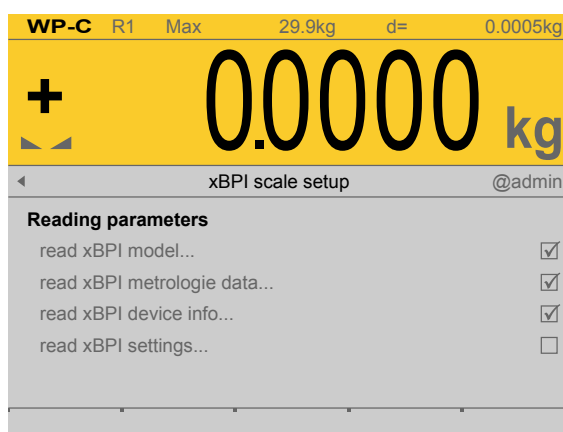 WP-C R1 Max 29.9kg d= 0.0005kg
+ 0.0000 kg
xBPI scale setup @admin
Reading parameters
read xBPI model...
read xBPI metrologie data...
read xBPI device info...
read xBPI settings...